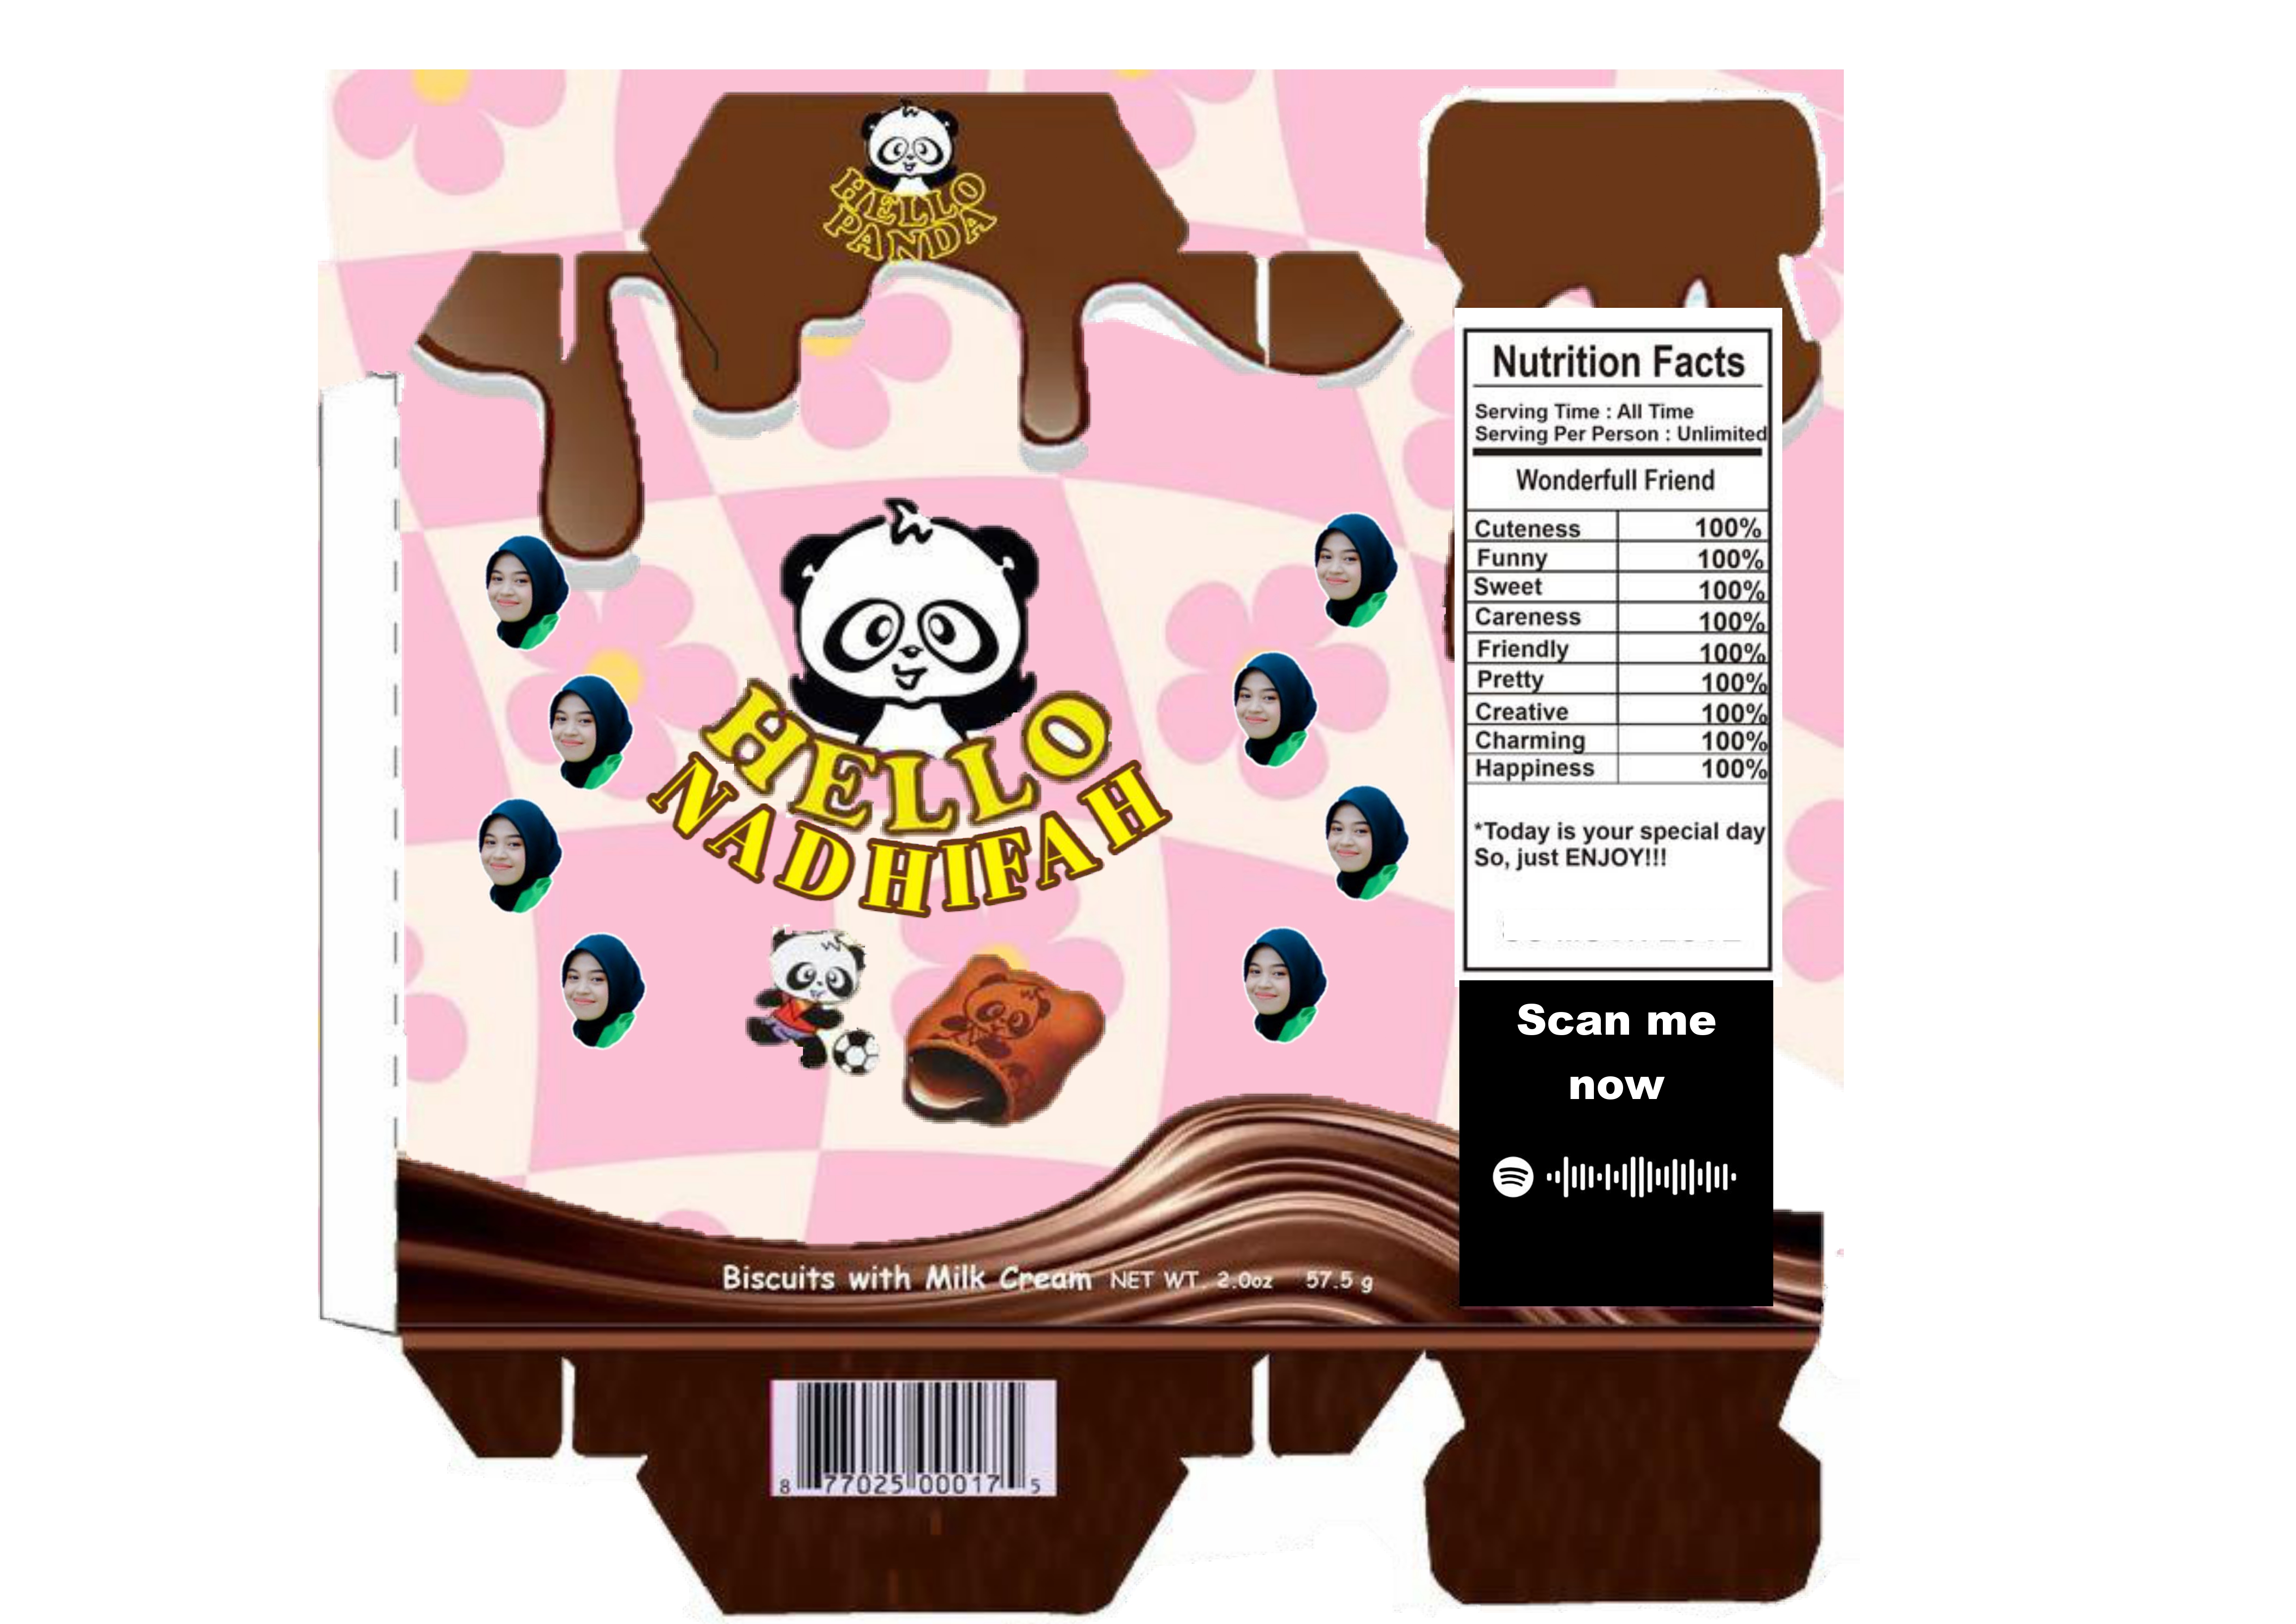 HELLO
PANDA
HELLO
NADHIFAH
Biscuits with Milk Cream NET WT. 2.0oz 57.5 g
8 77025 00017 5
Nutrition Facts
Serving Time : All Time
Serving Per Person : Unlimited
Wonderfull Friend
Cuteness 100%
Funny 100%
Sweet 100%
Careness 100%
Friendly 100%
Pretty 100%
Creative 100%
Charming 100%
Happiness 100%
*Today is your special day
So, just ENJOY!!!
Scan me
now